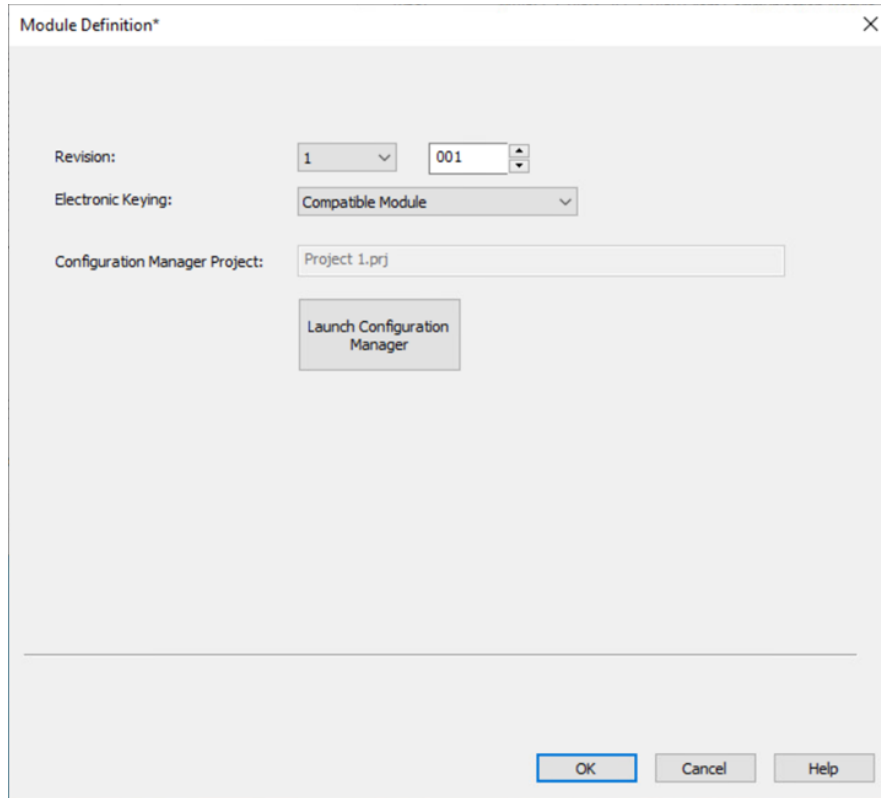 Module Definition*
Revision: 1 001
Electronic Keying: Compatible Module
Configuration Manager Project: Project 1.prj
Launch Configuration
Manager
OK Cancel Help